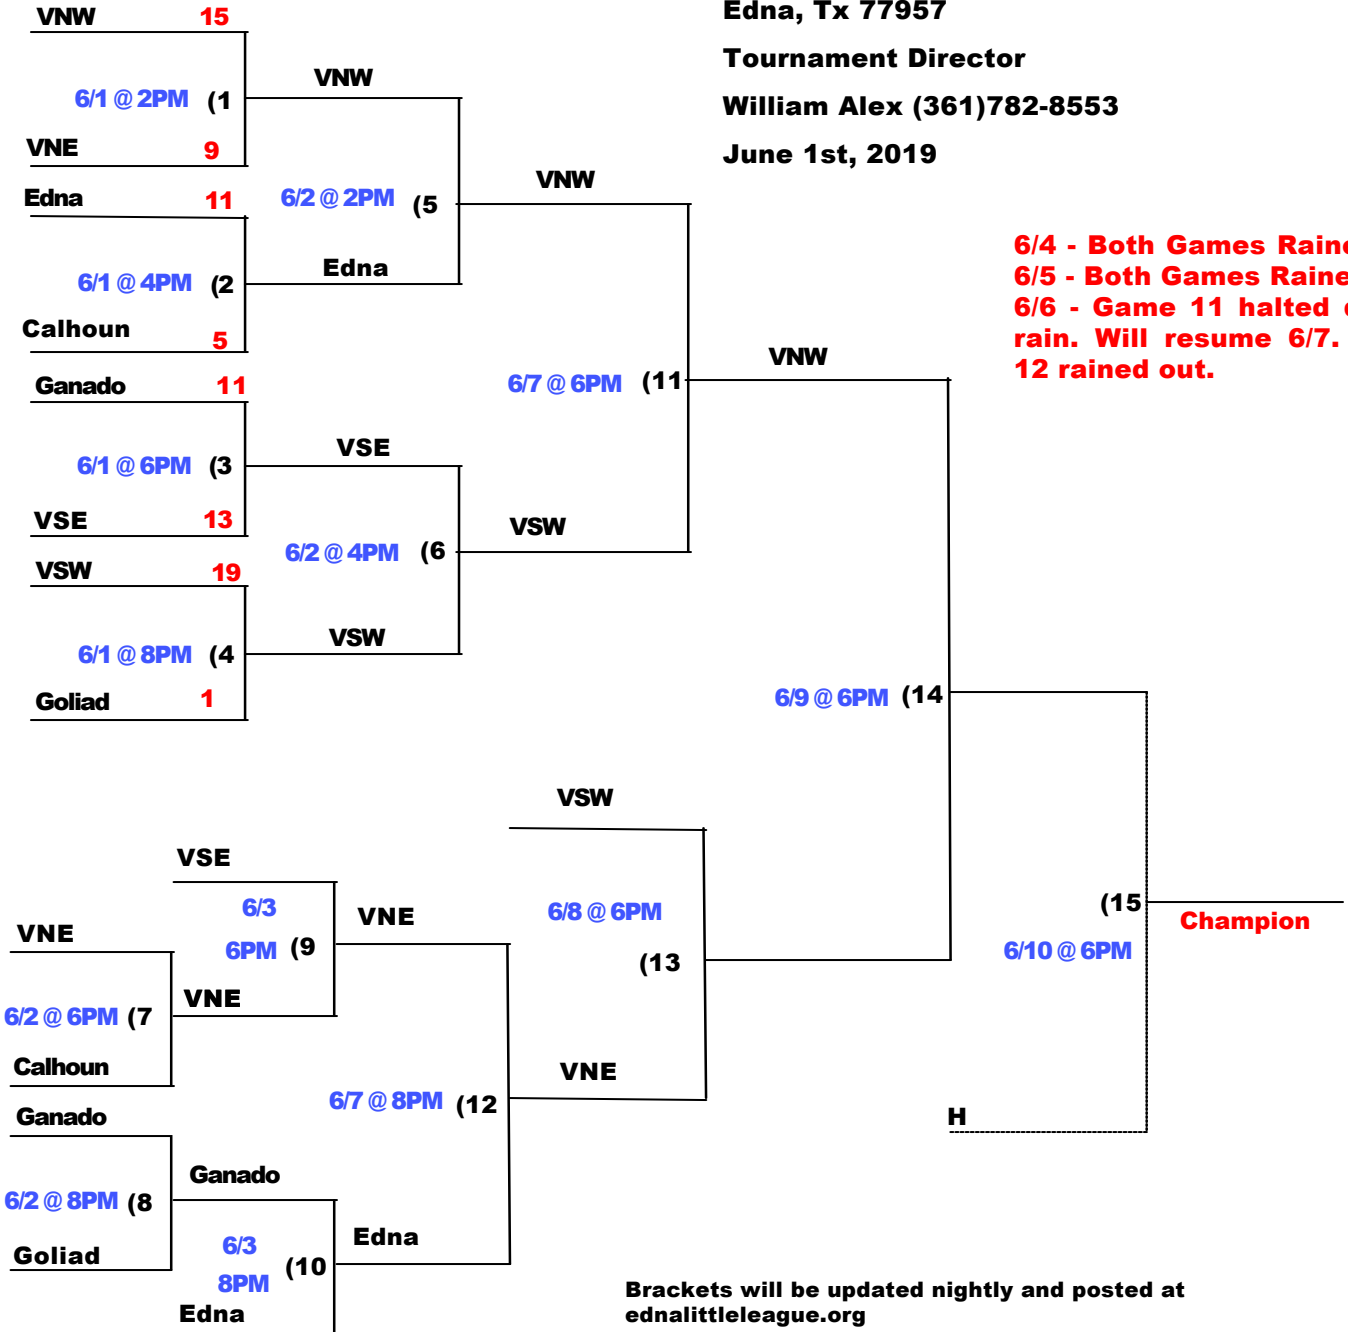 VNW 15
Edna, Tx 77957
Tournament Director
VNW
6/1 @ 2PM (1
William Alex (361)782-8553
VNE 9
June 1st, 2019
VNW
Edna 11
6/2 @ 2PM (5
6/4 - Both Games Raine
6/5 - Both Games Raine
6/6 - Game 11 halted
rain. Will resume 6/7.
12 rained out.
Edna
6/1 @ 4PM (2
Calhoun 5
VNW
Ganado 11
6/7 @ 6PM (11
VSE
6/1 @ 6PM (3
VSE 13
VSW
6/2 @ 4PM (6
VSW 19
VSW
6/1 @ 8PM (4
Goliad 1
6/9 @ 6PM (14
VSW
VSE
6/3
6PM (9
VNE
6/8 @ 6PM
(13
(15
Champion
6/10 @ 6PM
VNE
VNE
6/2 @ 6PM (7
Calhoun
VNE
6/7 @ 8PM (12
Ganado
H
Ganado
6/2 @ 8PM (8
Goliad
Edna
6/3
8PM (10
Edna
Brackets will be updated nightly and posted at
ednalittleleague.org